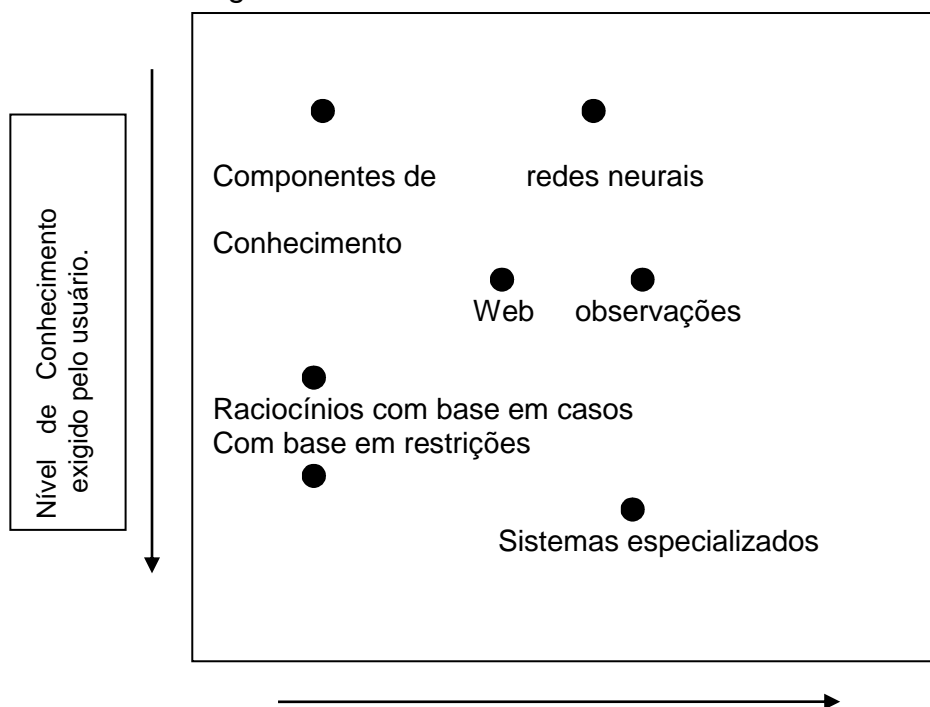 Nível de Conhecimento
exigido pelo usuário.
Componentes de redes neurais
Conhecimento
Web observações
Raciocínios com base em casos
Com base em restrições
Sistemas especializados